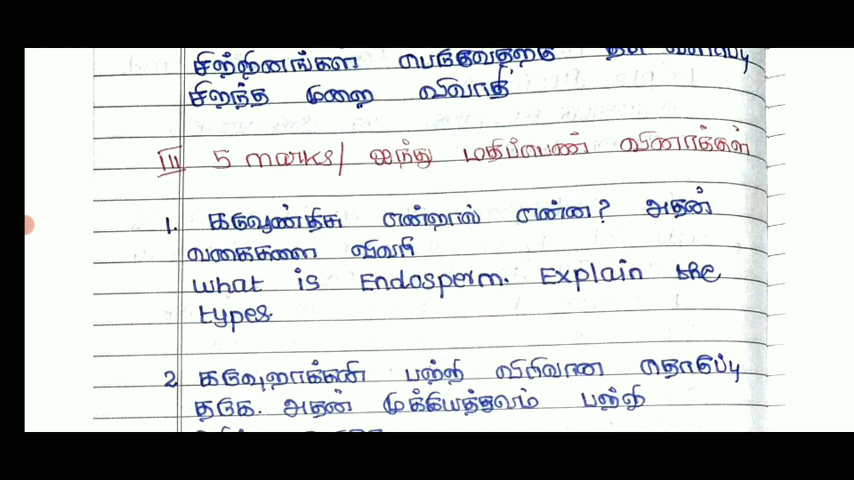 சிறந்த முறை விவாதி
III 5 marks/ ஐந்து மதிப்பெண் வினாக்கள்
1. கருவூண்திசு என்றால் என்ன? அதன்
வகைகளை விவரி
what is Endosperm. Explain the
types.
2 கருவுறாக்கனி பற்றி விரிவான தொகுப்பு
தருக. அதன் முக்கியத்துவம் பற்றி